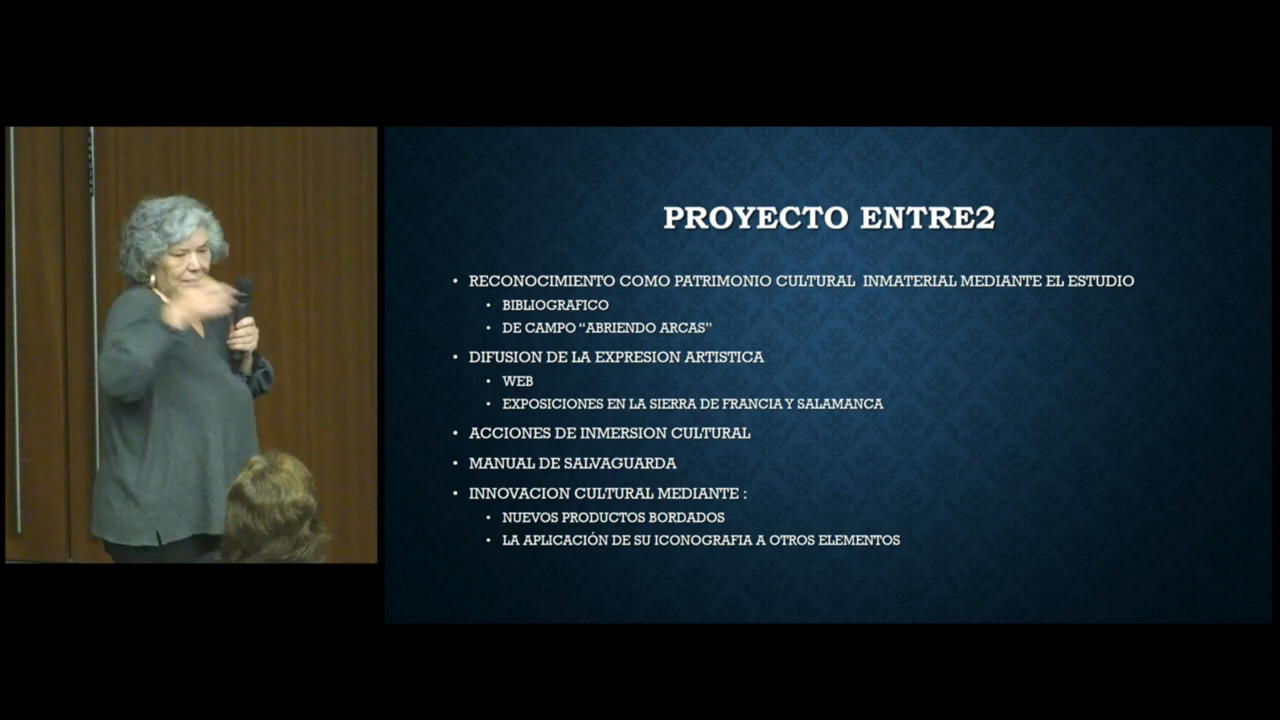 PROYECTO ENTRE2
• RECONOCIMIENTO COMO PATRIMONIO CULTURAL INMATERIAL MEDIANTE EL ESTUDIO
• BIBLIOGRAFICO
• DE CAMPO “ABRIENDO ARCAS”
• DIFUSION DE LA EXPRESION ARTISTICA
• WEB
• EXPOSICIONES EN LA SIERRA DE FRANCIA Y SALAMANCA
• ACCIONES DE INMERSION CULTURAL
• MANUAL DE SALVAGUARDA
• INNOVACION CULTURAL MEDIANTE :
• NUEVOS PRODUCTOS BORDADOS
• LA APLICACIÓN DE SU ICONOGRAFIA A OTROS ELEMENTOS